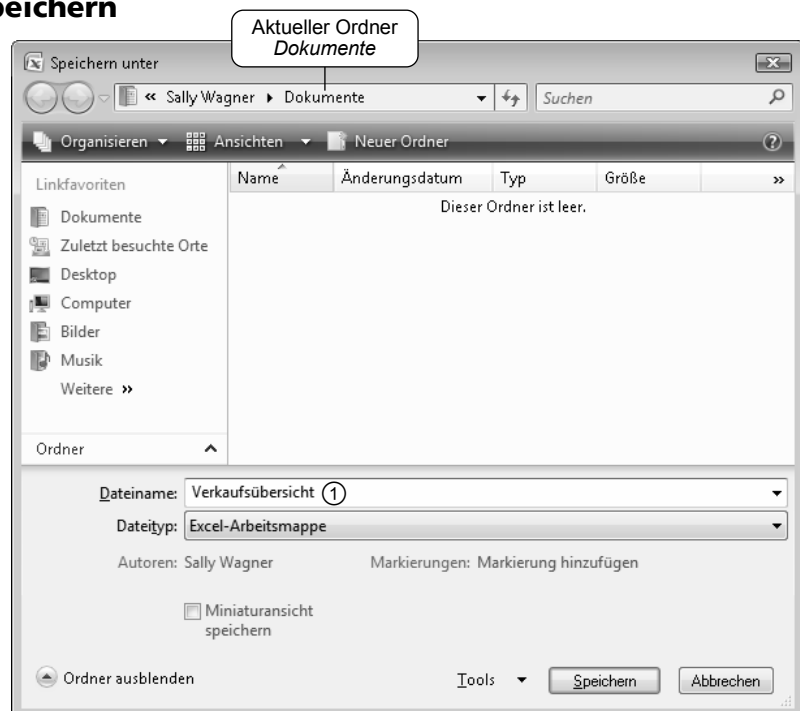 peichern
Aktueller Ordner
Dokumente
Speichern unter
« Sally Wagner ▸ Dokumente
Suchen
Organisieren
Ansichten
Neuer Ordner
?
Linkfavoriten
Name
Änderungsdatum
Typ
Größe
»
Dieser Ordner ist leer.
Dokumente
Zuletzt besuchte Orte
Desktop
Computer
Bilder
Musik
Weitere »
Ordner
Dateiname: Verkaufsübersicht ①
Dateityp: Excel-Arbeitsmappe
Autoren: Sally Wagner
Markierungen: Markierung hinzufügen
Miniaturansicht
speichern
Ordner ausblenden
Tools
Speichern
Abbrechen